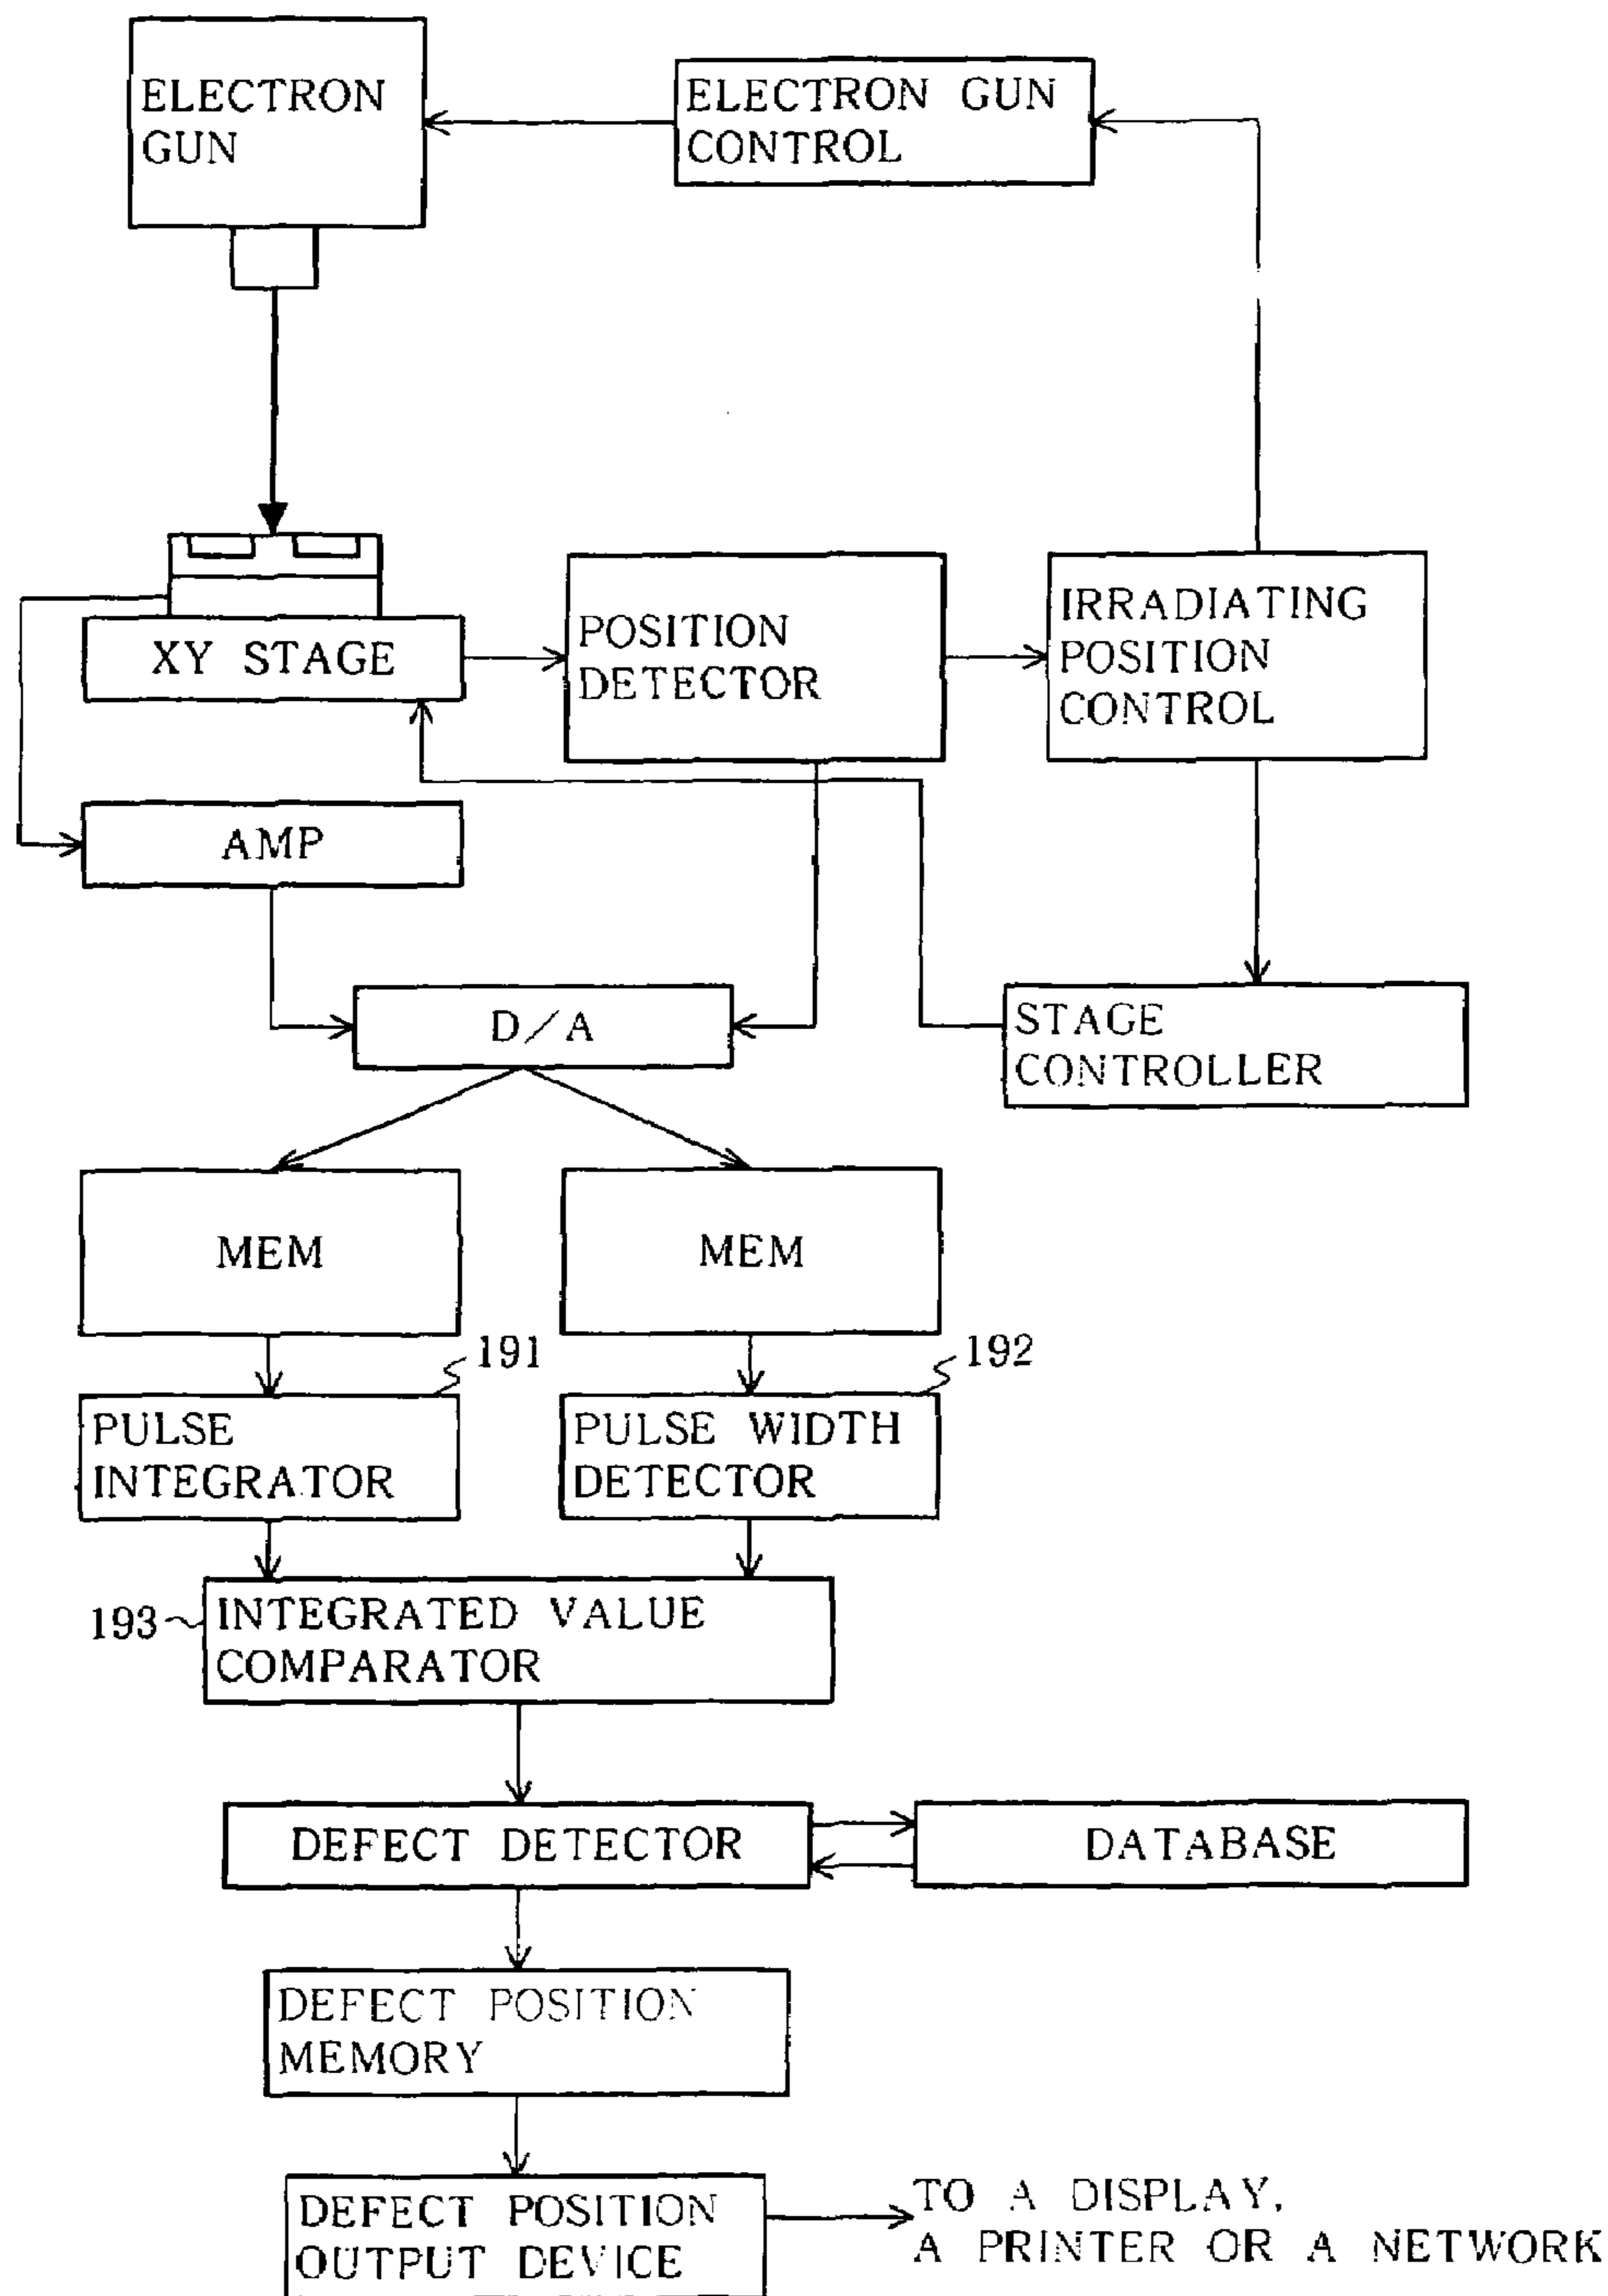 ELECTRON
GUN
ELECTRON GUN
CONTROL
XY STAGE
POSITION
DETECTOR
IRRADIATING
POSITION
CONTROL
AMP
D/A
STAGE
CONTROLLER
MEM
MEM
191
192
PULSE
INTEGRATOR
PULSE WIDTH
DETECTOR
193
INTEGRATED VALUE
COMPARATOR
DEFECT DETECTOR
DATABASE
DEFECT POSITION
MEMORY
DEFECT POSITION
OUTPUT DEVICE
TO A DISPLAY,
A PRINTER OR A NETWORK